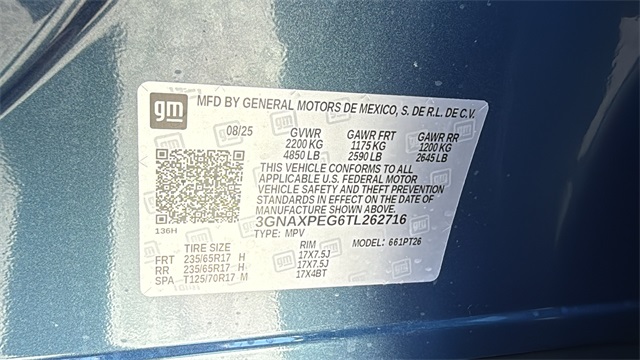 gm MFD BY GENERAL MOTORS DE MEXICO, S. DE R.L. DE C.V.
08/25 GVWR GAWR FRT GAWR RR
2200 KG 1175 KG 1200 KG
4850 LB 2590 LB 2645 LB
THIS VEHICLE CONFORMS TO ALL
APPLICABLE U.S. FEDERAL MOTOR
VEHICLE SAFETY AND THEFT PREVENTION
STANDARDS IN EFFECT ON THE DATE OF
MANUFACTURE SHOWN ABOVE.
3GNAXPEG6TL262716
136H
TYPE: MPV MODEL: 661PT26
TIRE SIZE RIM
FRT 235/65R17 H 17X7.5J
RR 235/65R17 H 17X7.5J
SPA T125/70R17 M 17X4BT